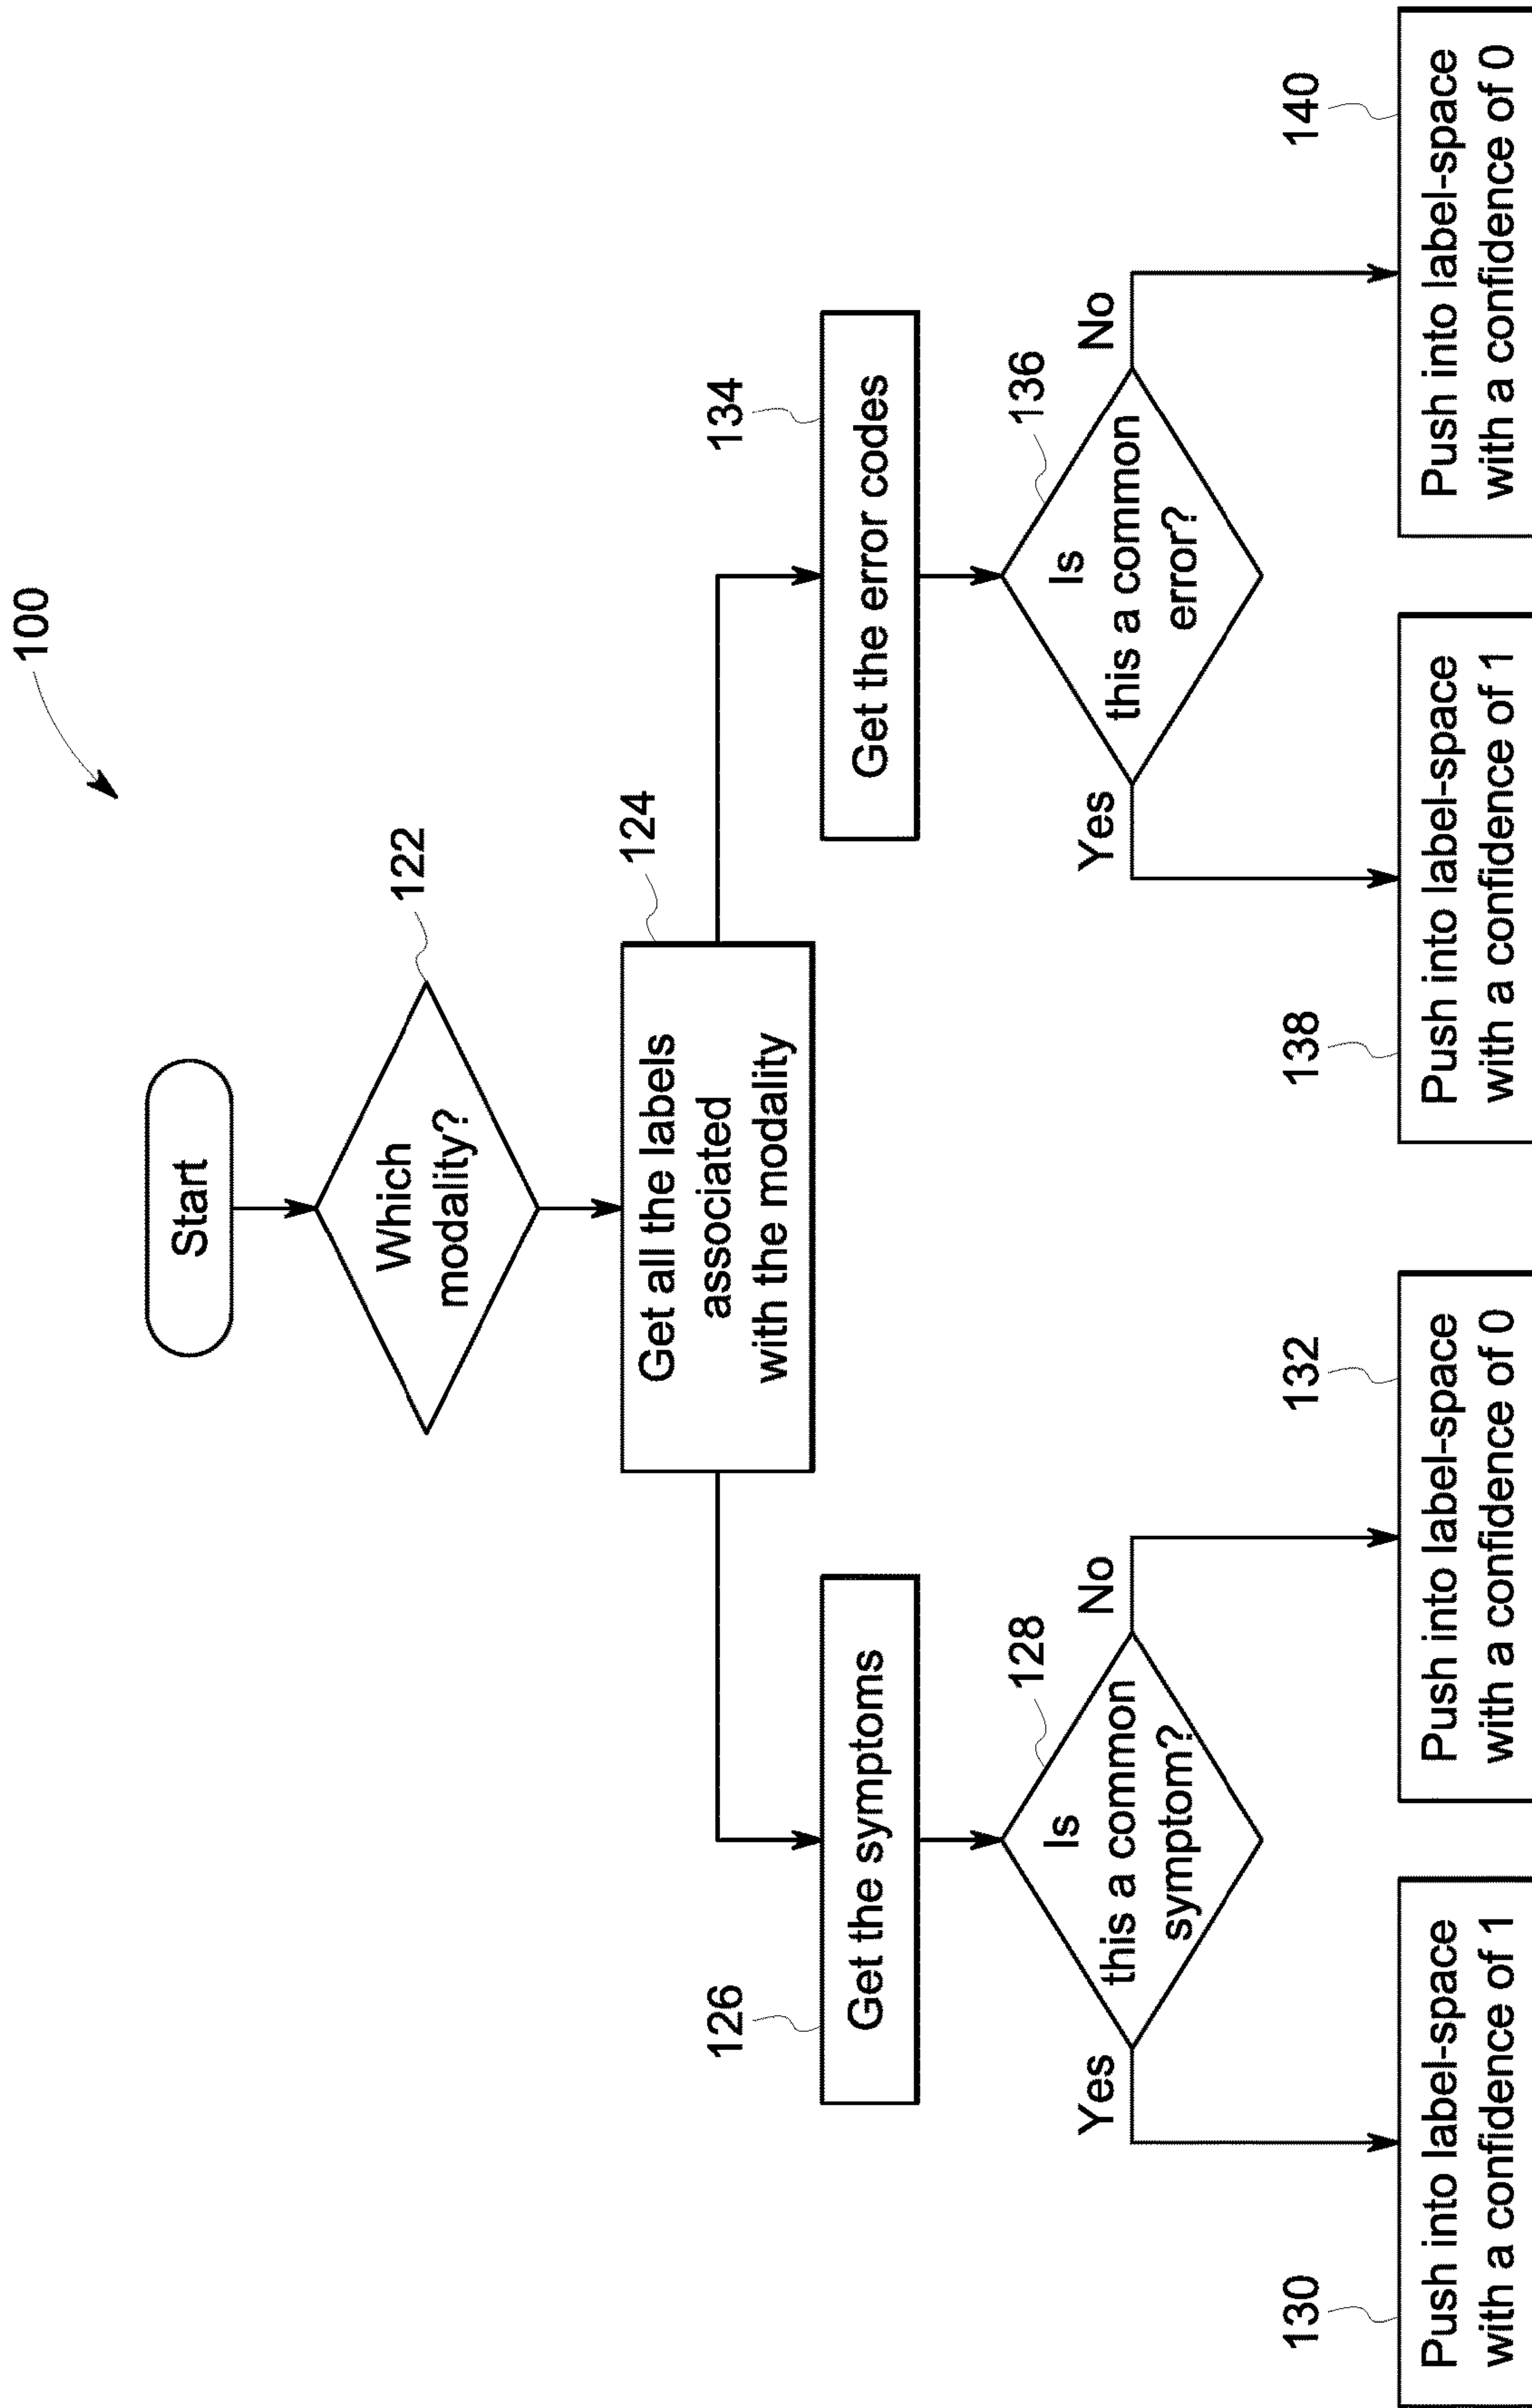 100
Start
Which
modality?
122
Get all the labels
associated
with the modality
124
126
Get the symptoms
134
Get the error codes
Is
this a common
symptom?
128
Yes
No
Is
this a common
error?
136
Yes
No
130
Push into label-space
with a confidence of 1
132
Push into label-space
with a confidence of 0
138
Push into label-space
with a confidence of 1
140
Push into label-space
with a confidence of 0